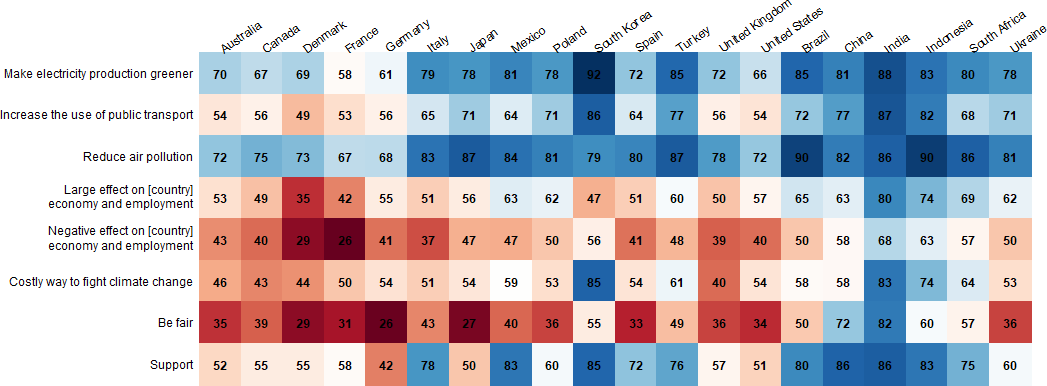 Australia Canada Denmark France Germany Italy Japan Mexico Poland South Korea Spain Turkey United Kingdom United States Brazil China India Indonesia South Africa Ukraine
Make electricity production greener 70 67 69 58 61 79 78 81 78 92 72 85 72 66 85 81 88 83 80 78
Increase the use of public transport 54 56 49 53 56 65 71 64 71 86 64 77 56 54 72 77 87 82 68 71
Reduce air pollution 72 75 73 67 68 83 87 84 81 79 80 87 78 72 90 82 86 90 86 81
Large effect on [country]
economy and employment 53 49 35 42 55 51 56 63 62 47 51 60 50 57 65 63 80 74 69 62
Negative effect on [country]
economy and employment 43 40 29 26 41 37 47 47 50 56 41 48 39 40 50 58 68 63 57 50
Costly way to fight climate change 46 43 44 50 54 51 54 59 53 85 54 61 40 54 58 58 83 74 64 53
Be fair 35 39 29 31 26 43 27 40 36 55 33 49 36 34 50 72 82 60 57 36
Support 52 55 55 58 42 78 50 83 60 85 72 76 57 51 80 86 86 83 75 60